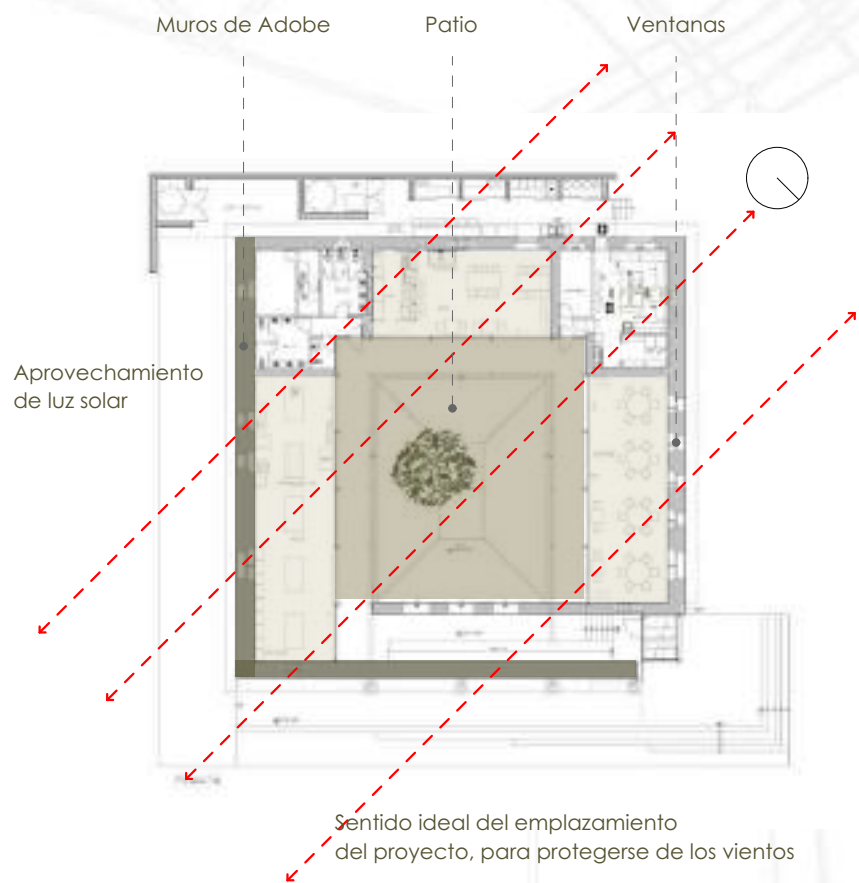 Muros de Adobe
Patio
Ventanas
Aprovechamiento
de luz solar
Sentido ideal del emplazamiento
del proyecto, para protegerse de los vientos